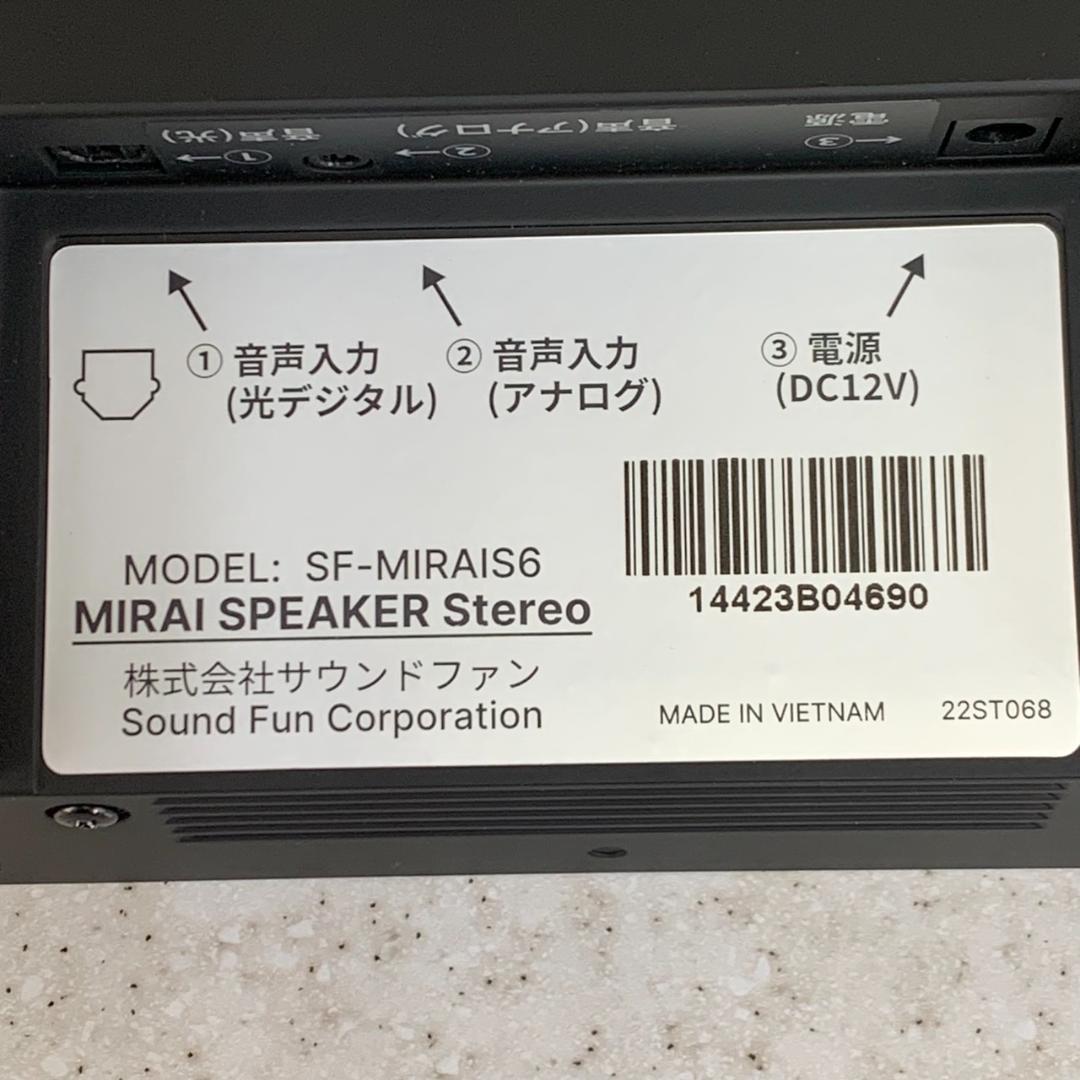 音声(光)
①→
音声(アナログ)
②→
電源
③→
① 音声入力
(光デジタル)
② 音声入力
(アナログ)
③ 電源
(DC12V)
14423B04690
MODEL: SF-MIRAIS6
MIRAI SPEAKER Stereo
株式会社サウンドファン
Sound Fun Corporation
MADE IN VIETNAM
22ST068